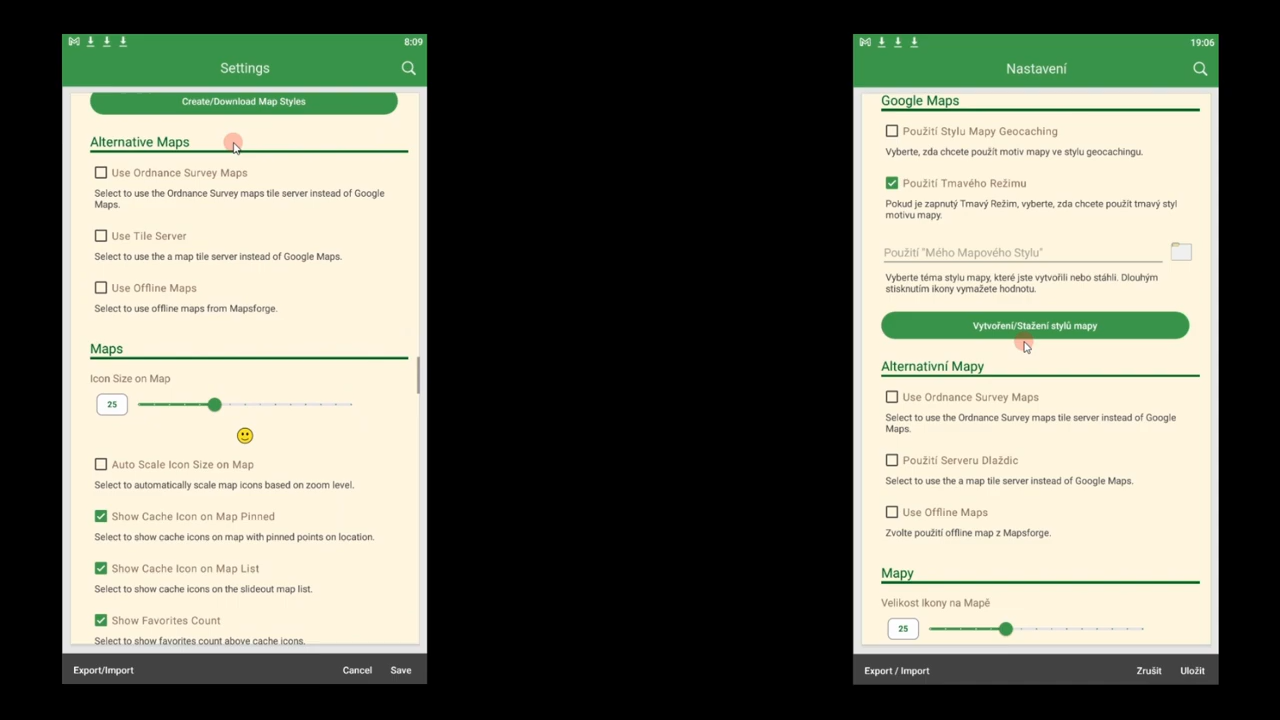 8:09
Settings
Create/Download Map Styles
Alternative Maps
Use Ordnance Survey Maps
Select to use the Ordnance Survey maps tile server instead of Google
Maps.
Use Tile Server
Select to use the a map tile server instead of Google Maps.
Use Offline Maps
Select to use offline maps from Mapsforge.
Maps
Icon Size on Map
25
Auto Scale Icon Size on Map
Select to automatically scale map icons based on zoom level.
Show Cache Icon on Map Pinned
Select to show cache icons on map with pinned points on location.
Show Cache Icon on Map List
Select to show cache icons on the slideout map list.
Show Favorites Count
Select to show favorites count above cache icons.
Export/Import
Cancel
Save
19:06
Nastavení
Google Maps
Použití Stylu Mapy Geocaching
Vyberte, zda chcete použít motiv mapy ve stylu geocachingu.
Použití Tmavého Režimu
Pokud je zapnutý Tmavý Režim, vyberte, zda chcete použít tmavý styl
motivu mapy.
Použití "Mého Mapového Stylu"
Vyberte téma stylu mapy, které jste vytvořili nebo stáhli. Dlouhým
stisknutím ikony vymažete hodnotu.
Vytvoření/Stažení stylů mapy
Alternativní Mapy
Use Ordnance Survey Maps
Select to use the Ordnance Survey maps tile server instead of Google
Maps.
Použití Serveru Dlaždic
Select to use the a map tile server instead of Google Maps.
Use Offline Maps
Zvolte použití offline map z Mapsforge.
Mapy
Velikost Ikony na Mapě
25
Export / Import
Zrušit
Uložit